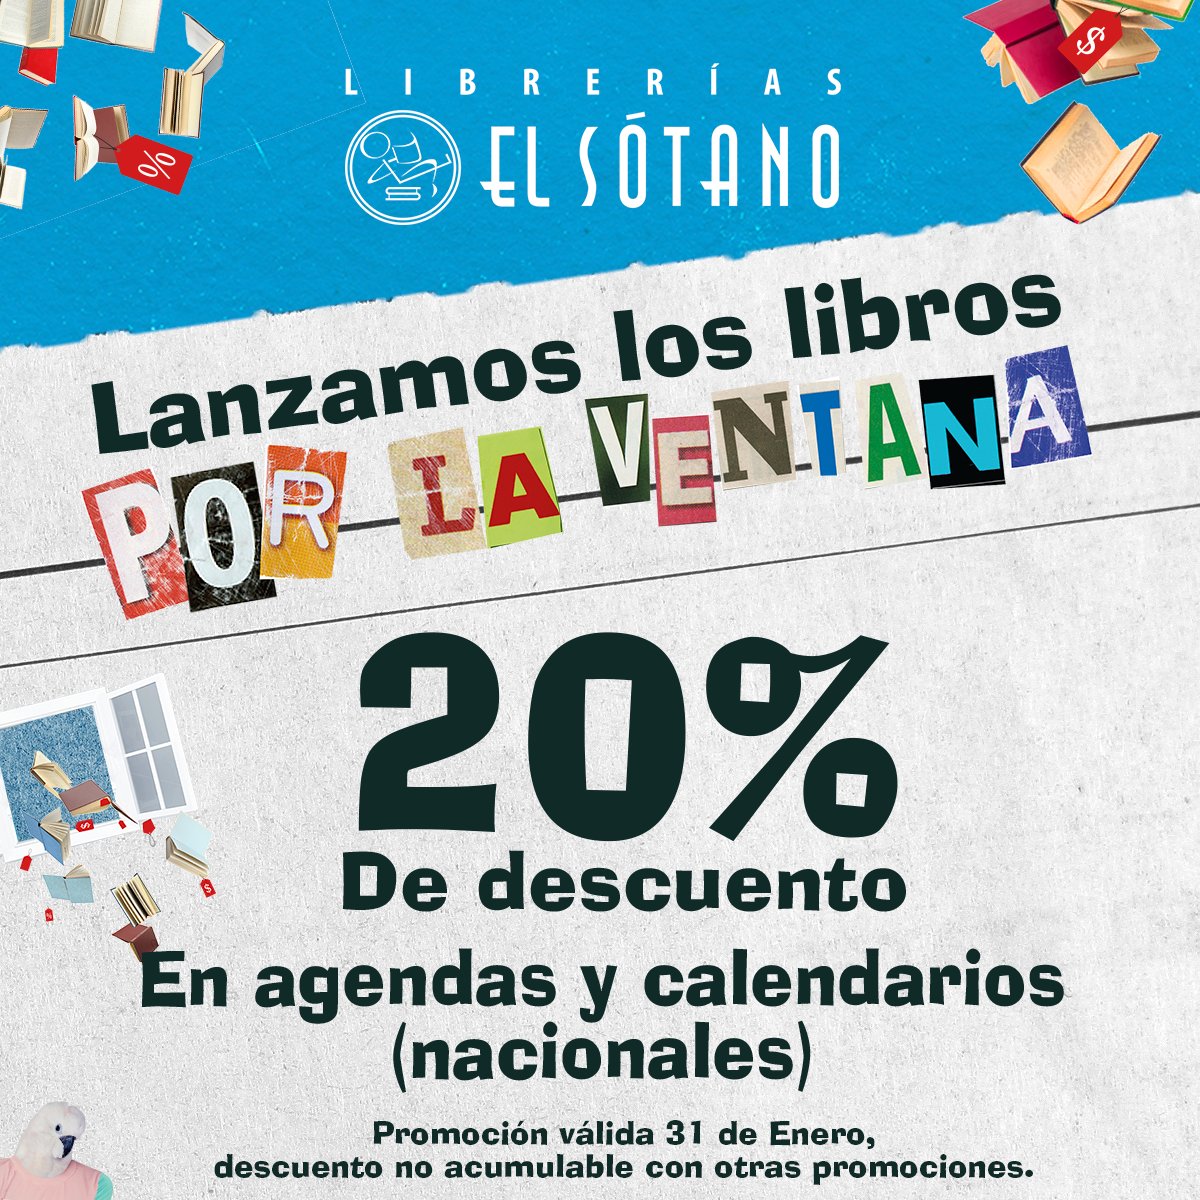 LIBRERÍAS
EL SÓTANO
%
$
Lanzamos los libros
POR LA VENTANA
20%
De descuento
En agendas y calendarios
(nacionales)
Promoción válida 31 de Enero,
descuento no acumulable con otras promociones.